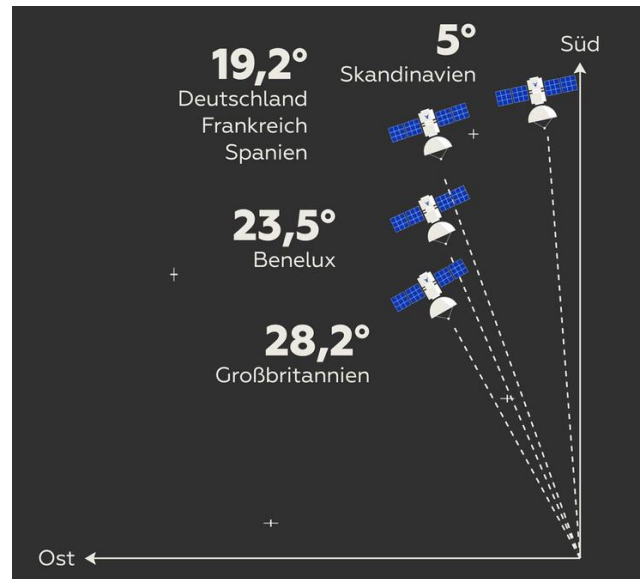 5°
Skandinavien
Süd
19,2°
Deutschland
Frankreich
Spanien
23,5°
Benelux
28,2°
Großbritannien
Ost